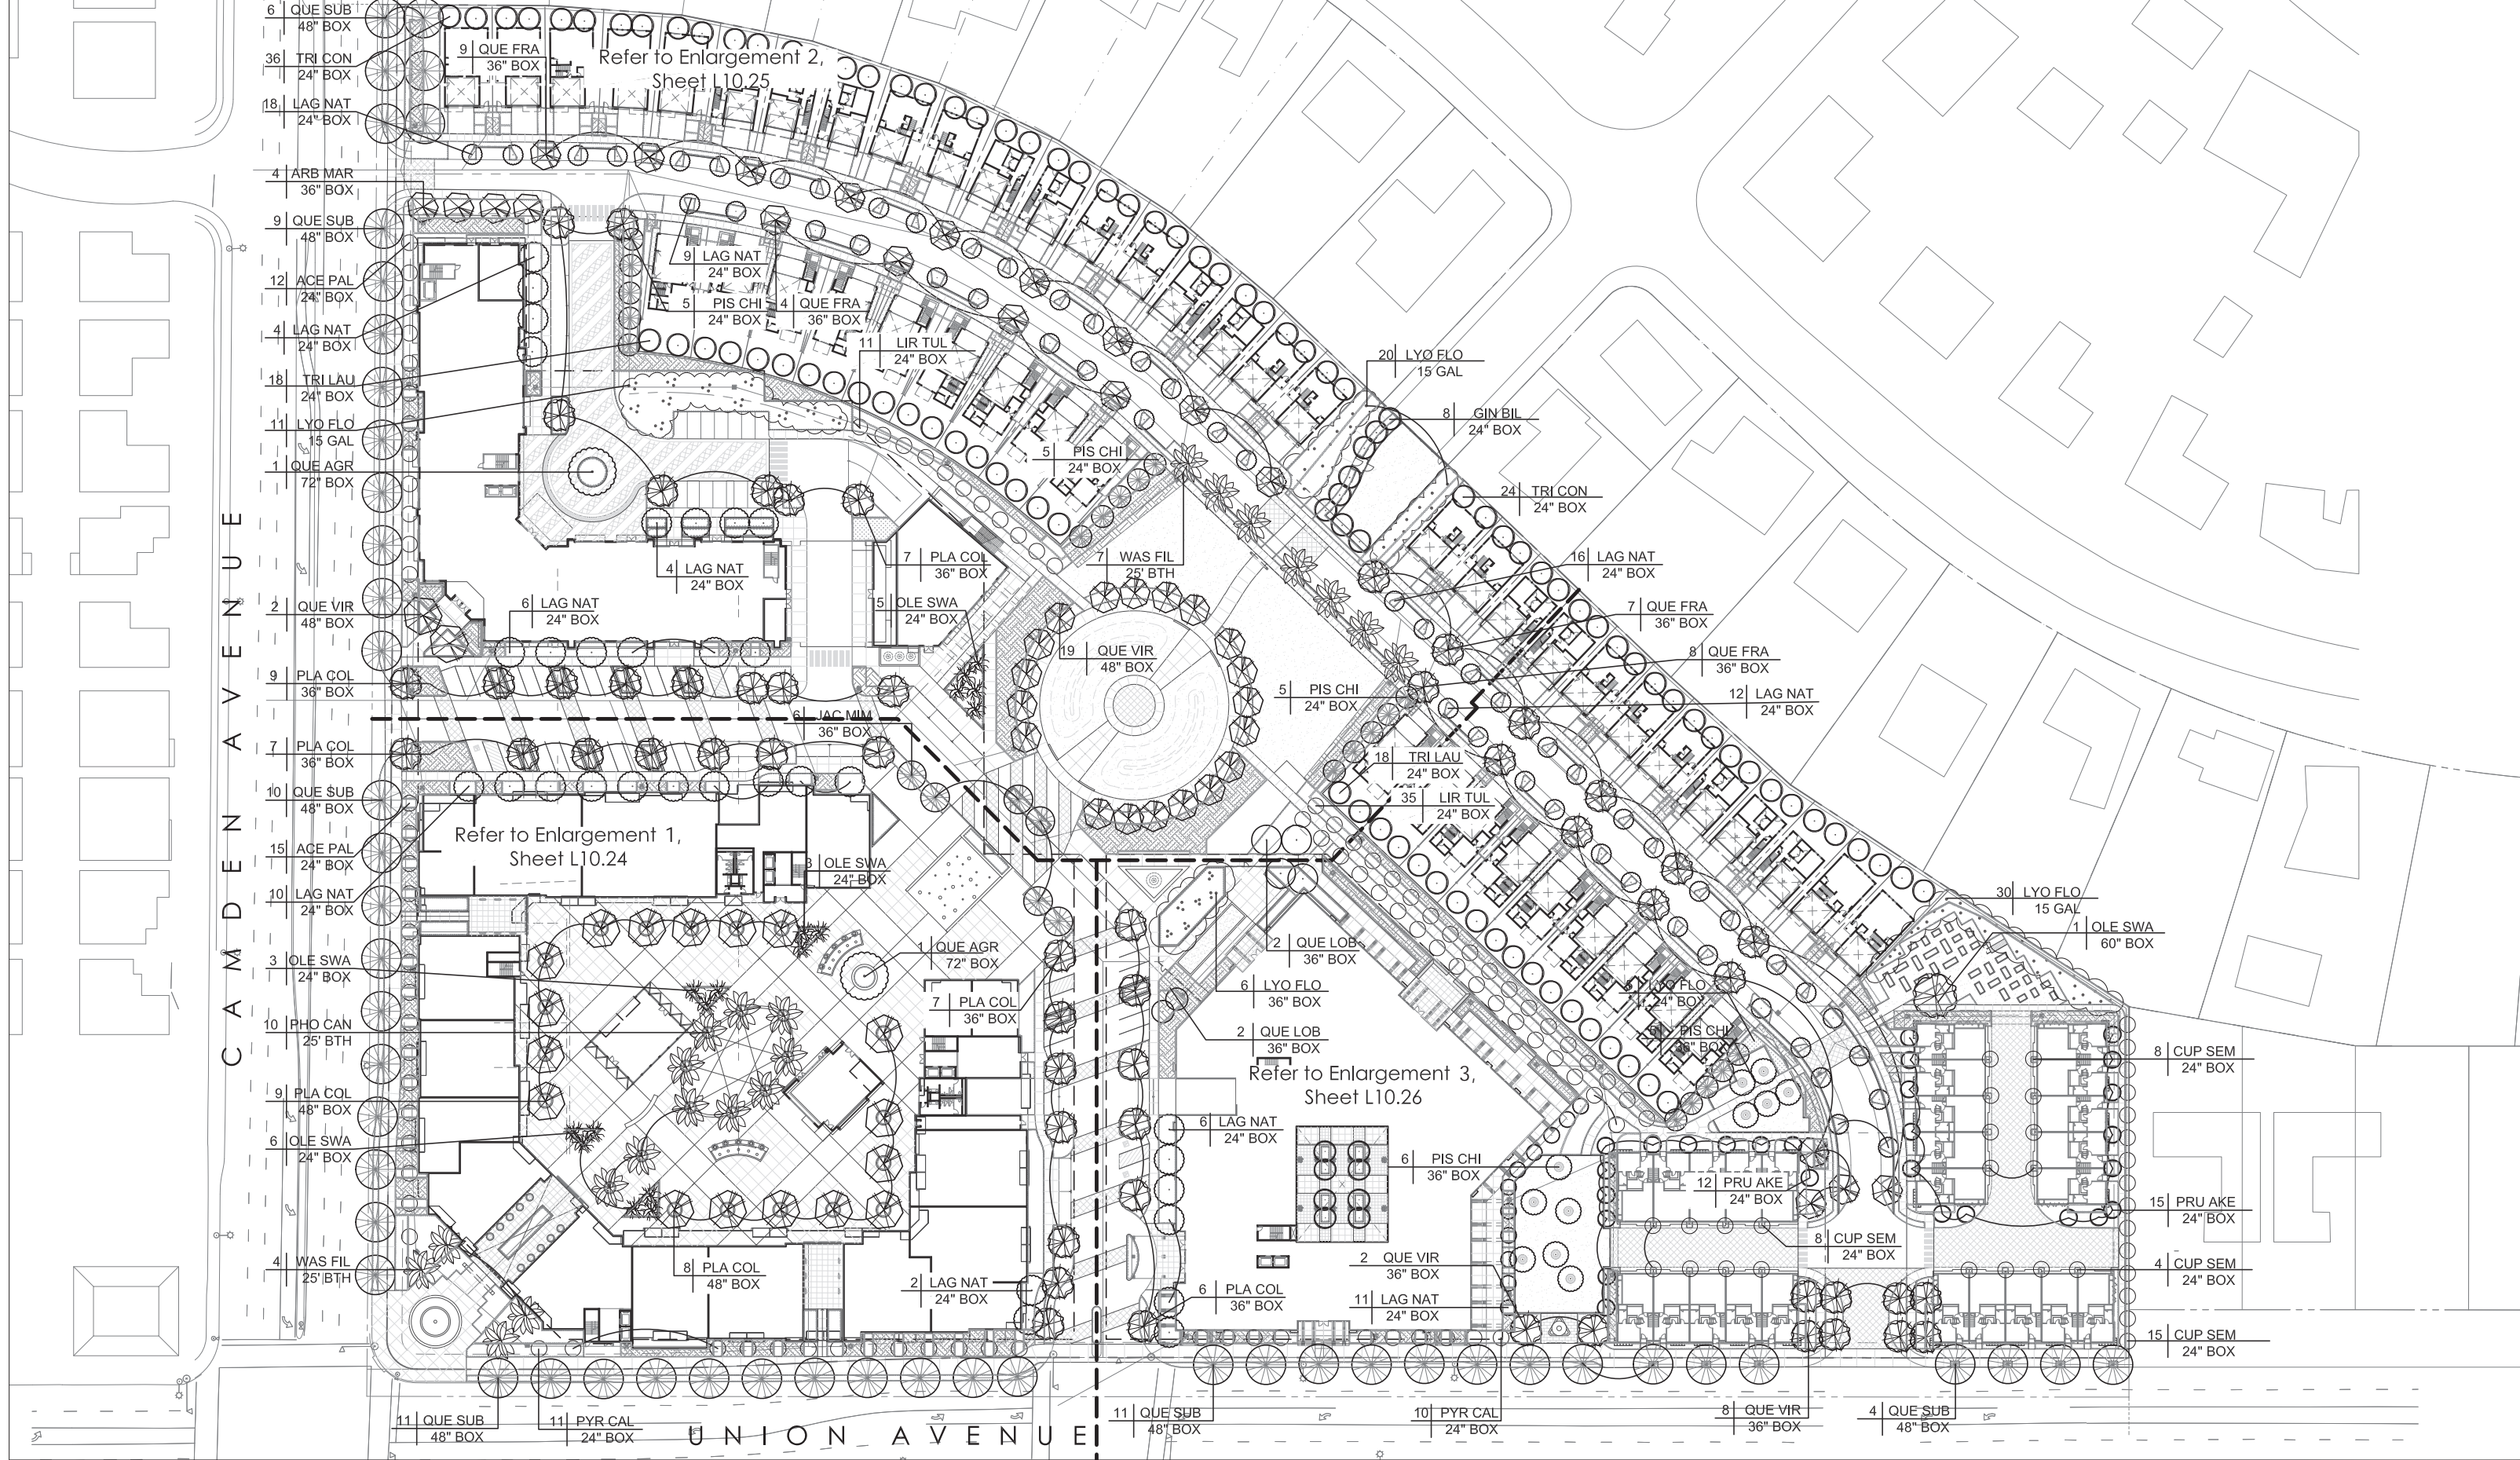 6 QUE SUB
48" BOX
36 TRI CON
24" BOX
18 LAG NAT
24" BOX
9 QUE FRA
36" BOX
Refer to Enlargement 2,
Sheet L10.25
4 ARB MAR
36" BOX
9 QUE SUB
48" BOX
12 ACE PAL
24" BOX
4 LAG NAT
24" BOX
18 TRI LAU
24" BOX
11 LYO FLO
15 GAL
1 QUE AGR
72" BOX
2 QUE VIR
48" BOX
9 PLA COL
36" BOX
7 PLA COL
36" BOX
10 QUE SUB
48" BOX
15 ACE PAL
24" BOX
10 LAG NAT
24" BOX
3 OLE SWA
24" BOX
10 PHO CAN
25' BTH
9 PLA COL
48" BOX
6 OLE SWA
24" BOX
4 WAS FIL
25' BTH
CAMDEN AVENUE
9 LAG NAT
24" BOX
5 PIS CHI
24" BOX
4 QUE FRA
36" BOX
11 LIR TUL
24" BOX
5 PIS CHI
24" BOX
20 LYO FLO
15 GAL
8 GIN BIL
24" BOX
24 TRI CON
24" BOX
16 LAG NAT
24" BOX
7 QUE FRA
36" BOX
8 QUE FRA
36" BOX
12 LAG NAT
24" BOX
4 LAG NAT
24" BOX
6 LAG NAT
24" BOX
7 PLA COL
36" BOX
7 WAS FIL
25' BTH
5 OLE SWA
24" BOX
19 QUE VIR
48" BOX
5 PIS CHI
24" BOX
6 JAC MIM
36" BOX
18 TRI LAU
24" BOX
35 LIR TUL
24" BOX
Refer to Enlargement 1,
Sheet L10.24
3 OLE SWA
24" BOX
1 QUE AGR
72" BOX
7 PLA COL
36" BOX
2 QUE LOB
36" BOX
6 LYO FLO
36" BOX
2 QUE LOB
36" BOX
Refer to Enlargement 3,
Sheet L10.26
LYO FLO
24" BOX
PIS CHI
36" BOX
30 LYO FLO
15 GAL
1 OLE SWA
60" BOX
8 CUP SEM
24" BOX
6 LAG NAT
24" BOX
6 PIS CHI
36" BOX
12 PRU AKE
24" BOX
15 PRU AKE
24" BOX
8 CUP SEM
24" BOX
4 CUP SEM
24" BOX
15 CUP SEM
24" BOX
8 PLA COL
48" BOX
2 LAG NAT
24" BOX
6 PLA COL
36" BOX
2 QUE VIR
36" BOX
11 LAG NAT
24" BOX
11 QUE SUB
48" BOX
11 PYR CAL
24" BOX
UNION AVENUE
11 QUE SUB
48" BOX
10 PYR CAL
24" BOX
8 QUE VIR
36" BOX
4 QUE SUB
48" BOX